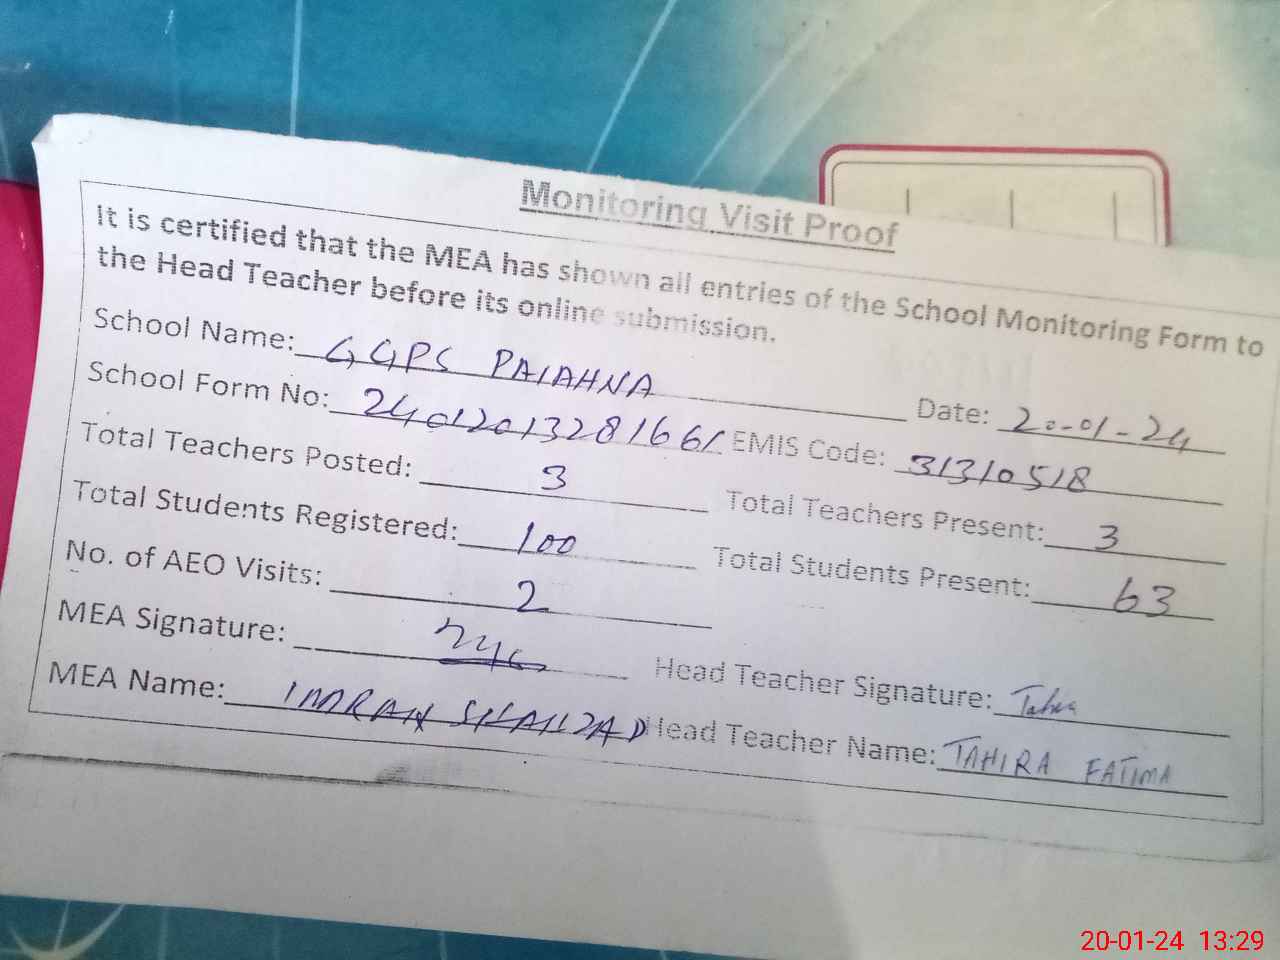 Monitoring Visit Proof
It is certified that the MEA has shown all entries of the School Monitoring Form to
the Head Teacher before its online submission.
School Name: GGPS PAIAHNA Date: 20-01-24
School Form No: 2401201328166 EMIS Code: 31310518
Total Teachers Posted: 3 Total Teachers Present: 3
Total Students Registered: 100 Total Students Present: 63
No. of AEO Visits: 2
MEA Signature: Head Teacher Signature: Tahira
MEA Name: IMRAN SHAHZAD Head Teacher Name: TAHIRA FATIMA
20-01-24 13:29